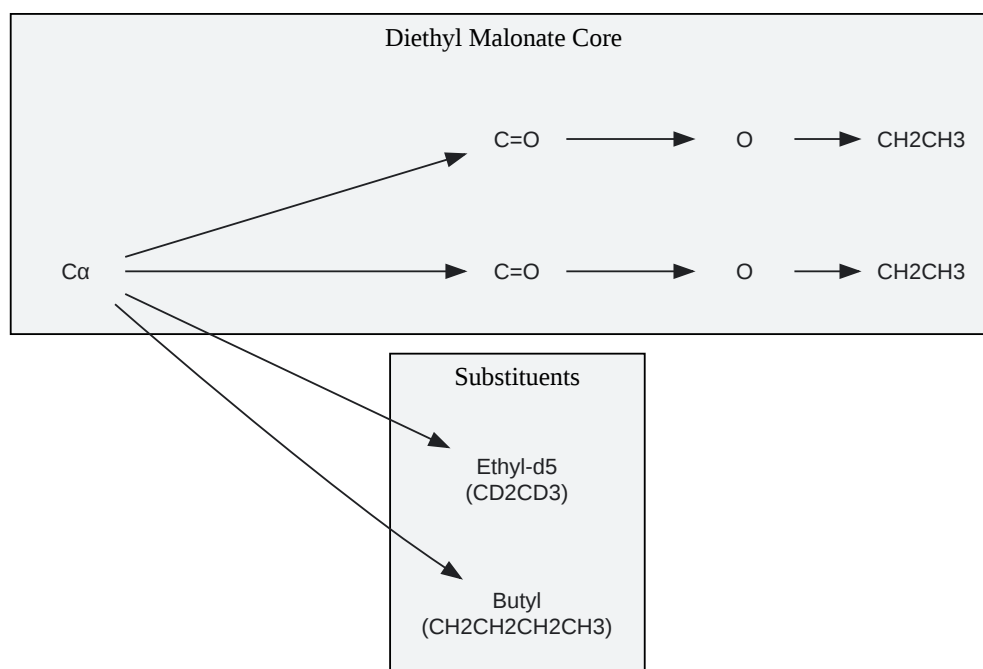 Diethyl Malonate Core
C=O O CH2CH3
Cα C=O O CH2CH3
Substituents
Ethyl-d5
(CD2CD3)
Butyl
(CH2CH2CH2CH3)